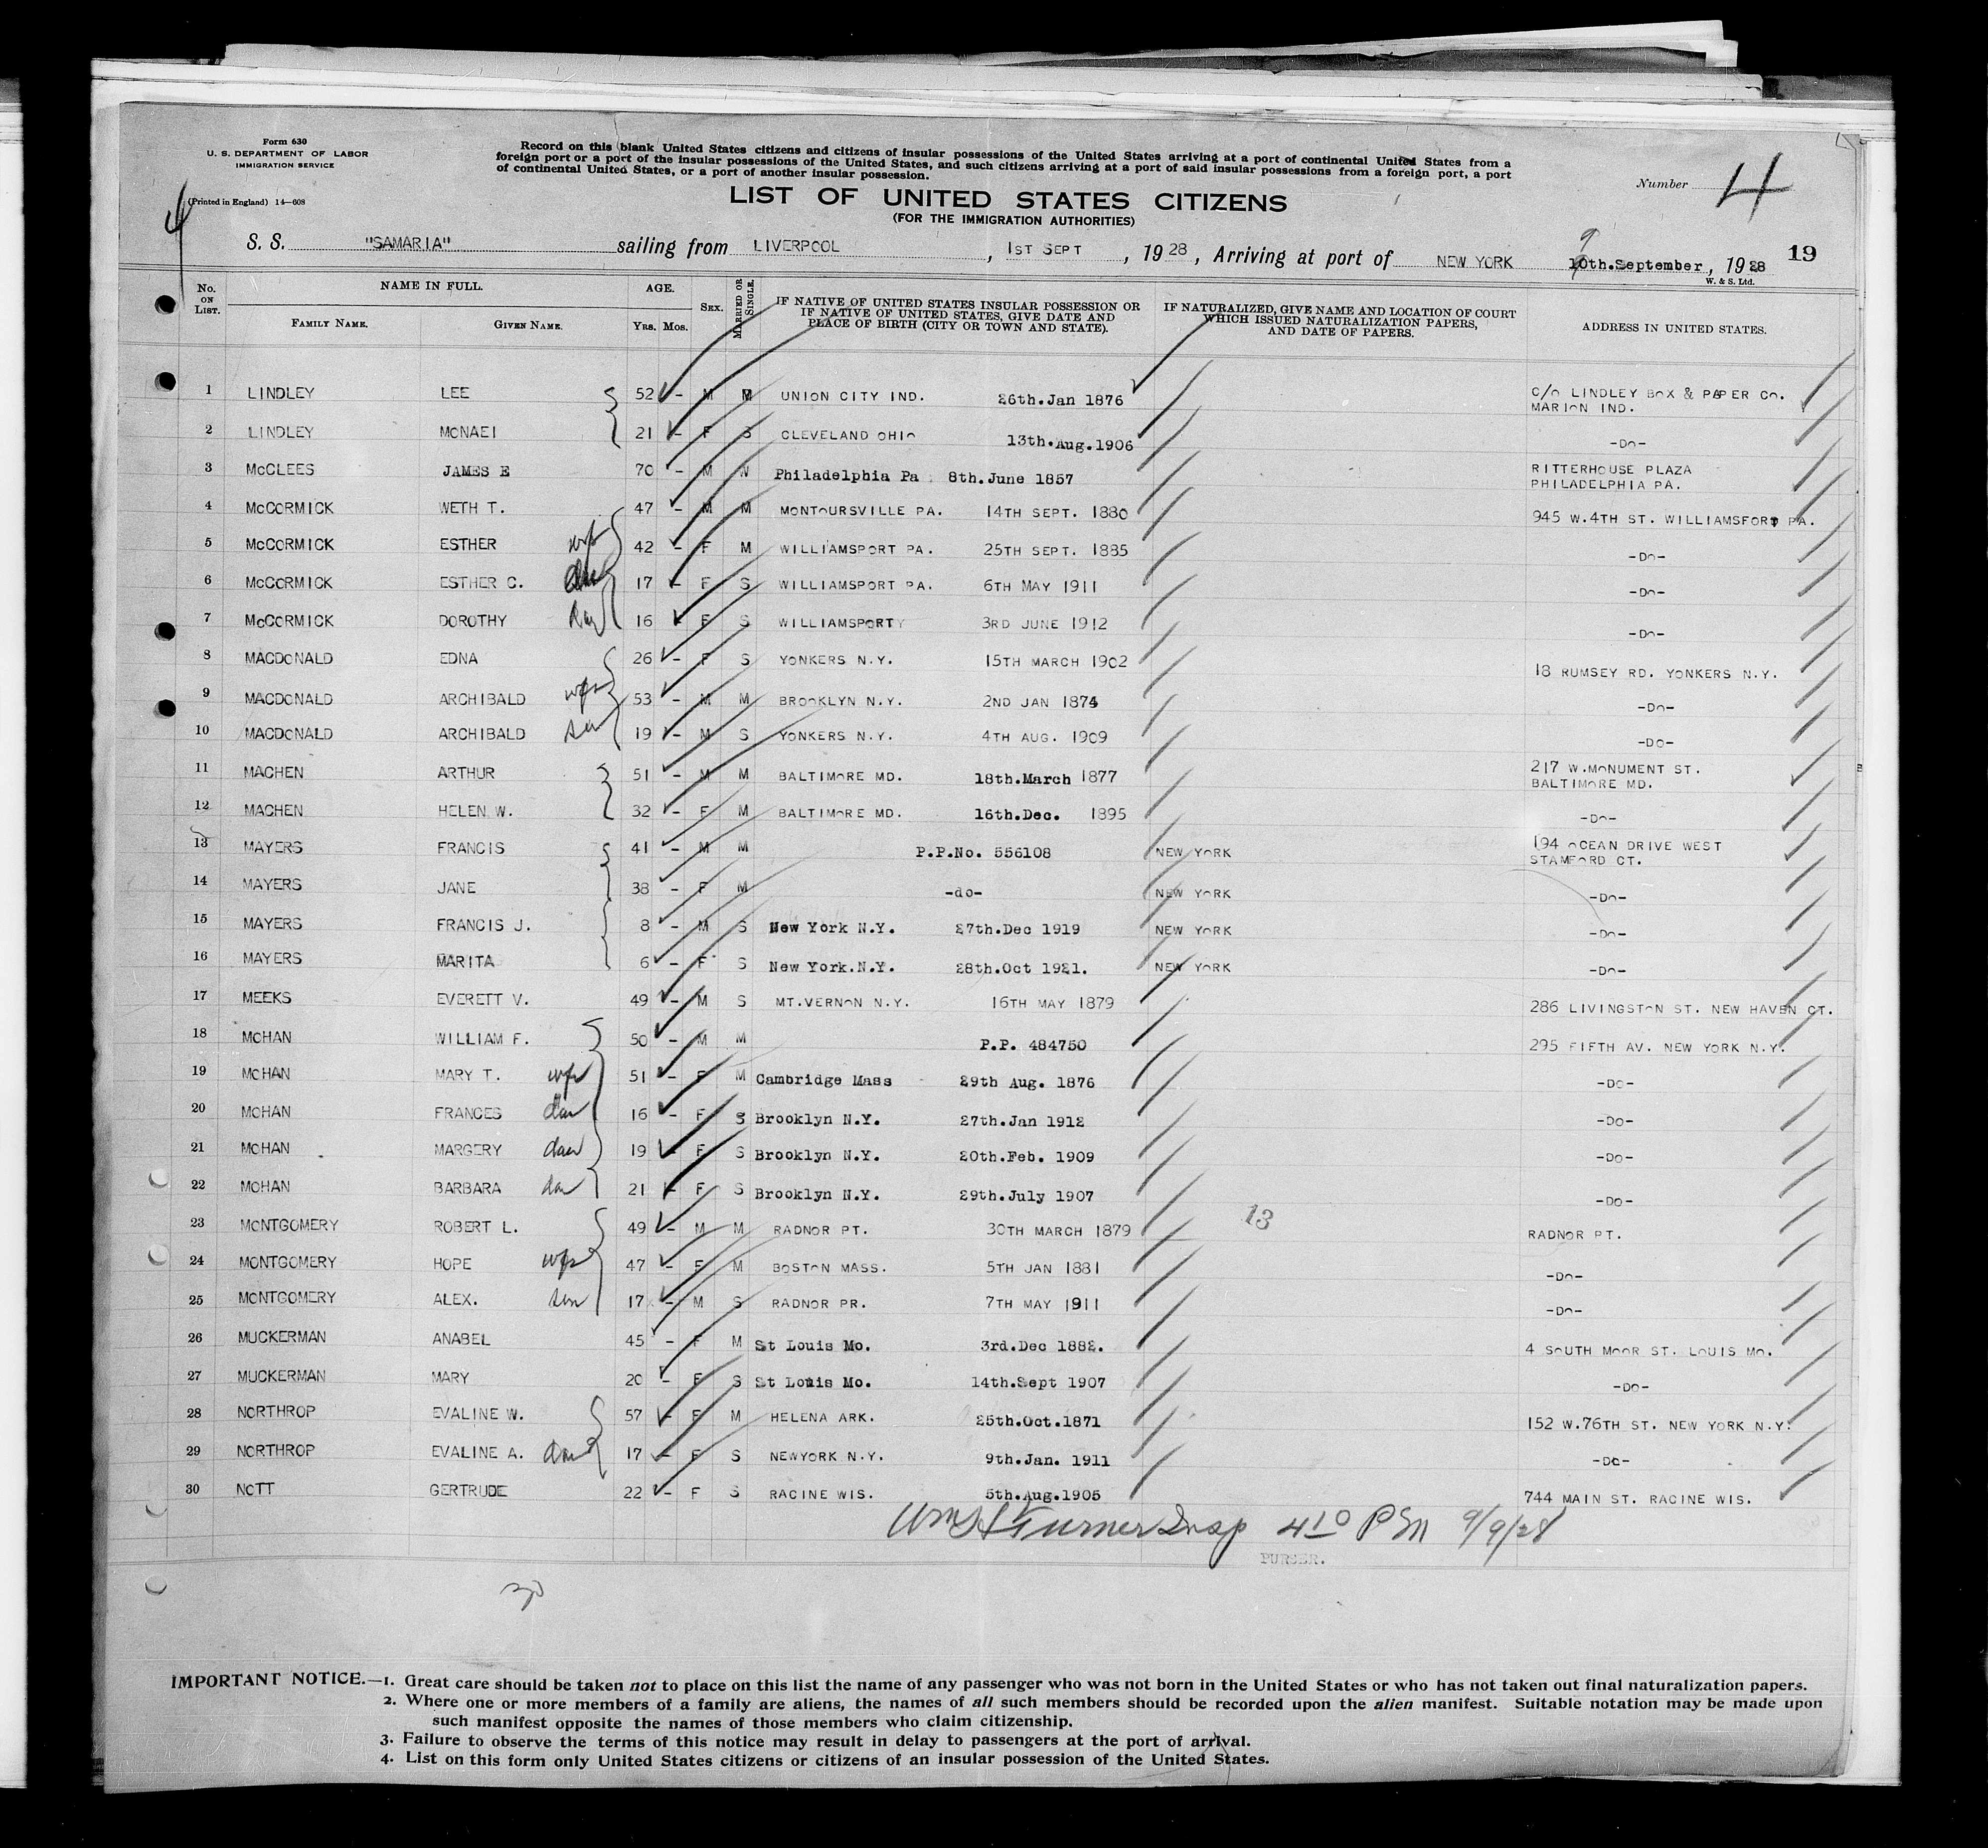 Form 630
U. S. DEPARTMENT OF LABOR
IMMIGRATION SERVICE
(Printed in England) 14—608
Record on this blank United States citizens and citizens of insular possessions of the United States arriving at a port of continental United States from a
foreign port or a port of the insular possessions of the United States, and such citizens arriving at a port of said insular possessions from a foreign port, a port
of continental United States, or a port of another insular possession.
Number 4
4
LIST OF UNITED STATES CITIZENS
(FOR THE IMMIGRATION AUTHORITIES)
S. S. "SAMARIA" sailing from LIVERPOOL, 1ST SEPT, 1928, Arriving at port of NEW YORK 10th.September, 1928 19
9
W. & S. Ltd.
No. ON LIST. NAME IN FULL. AGE. SEX. MARRIED OR SINGLE. IF NATIVE OF UNITED STATES INSULAR POSSESSION OR IF NATIVE OF UNITED STATES, GIVE DATE AND PLACE OF BIRTH (CITY OR TOWN AND STATE). IF NATURALIZED, GIVE NAME AND LOCATION OF COURT WHICH ISSUED NATURALIZATION PAPERS, AND DATE OF PAPERS. ADDRESS IN UNITED STATES.
FAMILY NAME. GIVEN NAME. YRS. MOS.
1 LINDLEY LEE 52 - M M UNION CITY IND. 26th.Jan 1876 C/O LINDLEY BOX & PAPER CO. MARION IND.
2 LINDLEY MCNAEI 21 - F S CLEVELAND OHIO 13th.Aug.1906 -DO-
3 McCLEES JAMES E 70 - M W Philadelphia Pa 8th.June 1857 RITTERHOUSE PLAZA PHILADELPHIA PA.
4 McCORMICK WETH T. 47 - M M MONTOURSVILLE PA. 14TH SEPT. 1880 945 W.4TH ST. WILLIAMSFORT PA.
5 McCORMICK ESTHER wfe 42 - F M WILLIAMSPORT PA. 25TH SEPT. 1885 -DO-
6 McCORMICK ESTHER C. dau 17 - F S WILLIAMSPORT PA. 6TH MAY 1911 -DO-
7 McCORMICK DOROTHY dau 16 F S WILLIAMSPORTY 3RD JUNE 1912 -DO-
8 MACDONALD EDNA 26 - F S YONKERS N.Y. 15TH MARCH 1902 18 RUMSEY RD. YONKERS N.Y.
9 MACDONALD ARCHIBALD wfe 53 - M M BROOKLYN N.Y. 2ND JAN 1874 -DO-
10 MACDONALD ARCHIBALD son 19 - M S YONKERS N.Y. 4TH AUG. 1909 -DO-
11 MACHEN ARTHUR 51 - M M BALTIMORE MD. 18th.March 1877 217 W.MONUMENT ST. BALTIMORE MD.
12 MACHEN HELEN W. 32 - F M BALTIMORE MD. 16th.Dec. 1895 -DO-
13 MAYERS FRANCIS 41 - M M P.P.No. 556108 NEW YORK 194 OCEAN DRIVE WEST STAMFORD CT.
14 MAYERS JANE 38 - F M -do- NEW YORK -DO-
15 MAYERS FRANCIS J. 8 - M S New York N.Y. 27th.Dec 1919 NEW YORK -DO-
16 MAYERS MARITA 6 - F S New York.N.Y. 28th.Oct 1921. NEW YORK -DO-
17 MEEKS EVERETT V. 49 - M S MT.VERNON N.Y. 16TH MAY 1879 286 LIVINGSTON ST. NEW HAVEN CT.
18 MOHAN WILLIAM F. 50 - M M P.P. 484750 295 FIFTH AV. NEW YORK N.Y.
19 MOHAN MARY T. wfe 51 - F M Cambridge Mass 29th Aug. 1876 -DO-
20 MOHAN FRANCES dau 16 - F S Brooklyn N.Y. 27th.Jan 1912 -DO-
21 MOHAN MARGERY dau 19 - F S Brooklyn N.Y. 20th.Feb. 1909 -DO-
22 MOHAN BARBARA dau 21 - F S Brooklyn N.Y. 29th.July 1907 -DO-
23 MONTGOMERY ROBERT L. 49 - M M RADNOR PT. 30TH MARCH 1879 13 RADNOR PT.
24 MONTGOMERY HOPE wfe 47 - F M BOSTON MASS. 5TH JAN 1881 -DO-
25 MONTGOMERY ALEX. son 17 - M S RADNOR PR. 7TH MAY 1911 -DO-
26 MUCKERMAN ANABEL 45 - F M St Louis Mo. 3rd.Dec 1882. 4 SOUTH MOOR ST. LOUIS MO.
27 MUCKERMAN MARY 20 - F S St Louis Mo. 14th.Sept 1907 -DO-
28 NORTHROP EVALINE W. 57 - F M HELENA ARK. 25th.Oct.1871 152 W.76TH ST. NEW YORK N.Y.
29 NORTHROP EVALINE A. dau 17 - F S NEWYORK N.Y. 9th.Jan. 1911 -DO-
30 NOTT GERTRUDE 22 - F S RACINE WIS. 5th.Aug.1905 744 MAIN ST. RACINE WIS.
Wm H Turner Insp 4 10 PM 9/9/28
PURSER.
30
IMPORTANT NOTICE.—1. Great care should be taken not to place on this list the name of any passenger who was not born in the United States or who has not taken out final naturalization papers.
2. Where one or more members of a family are aliens, the names of all such members should be recorded upon the alien manifest. Suitable notation may be made upon
such manifest opposite the names of those members who claim citizenship.
3. Failure to observe the terms of this notice may result in delay to passengers at the port of arrival.
4. List on this form only United States citizens or citizens of an insular possession of the United States.